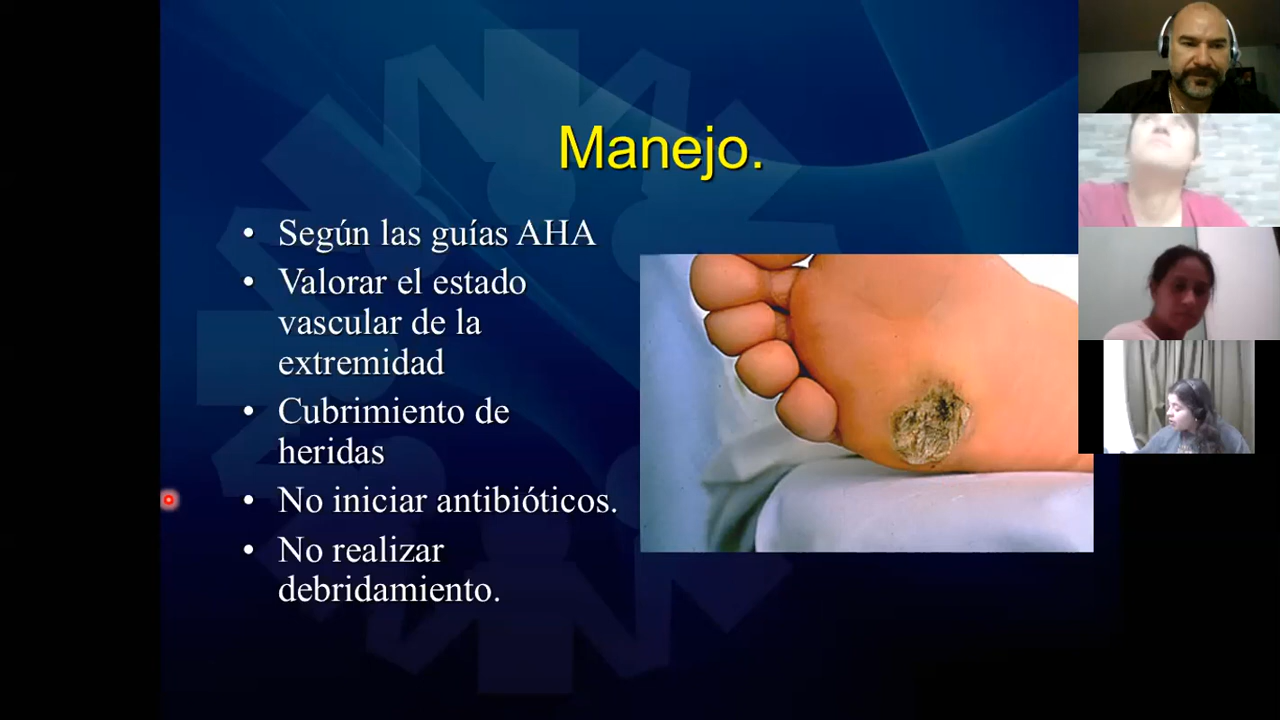 Manejo.
• Según las guías AHA
• Valorar el estado
vascular de la
extremidad
• Cubrimiento de
heridas
• No iniciar antibióticos.
• No realizar
debridamiento.